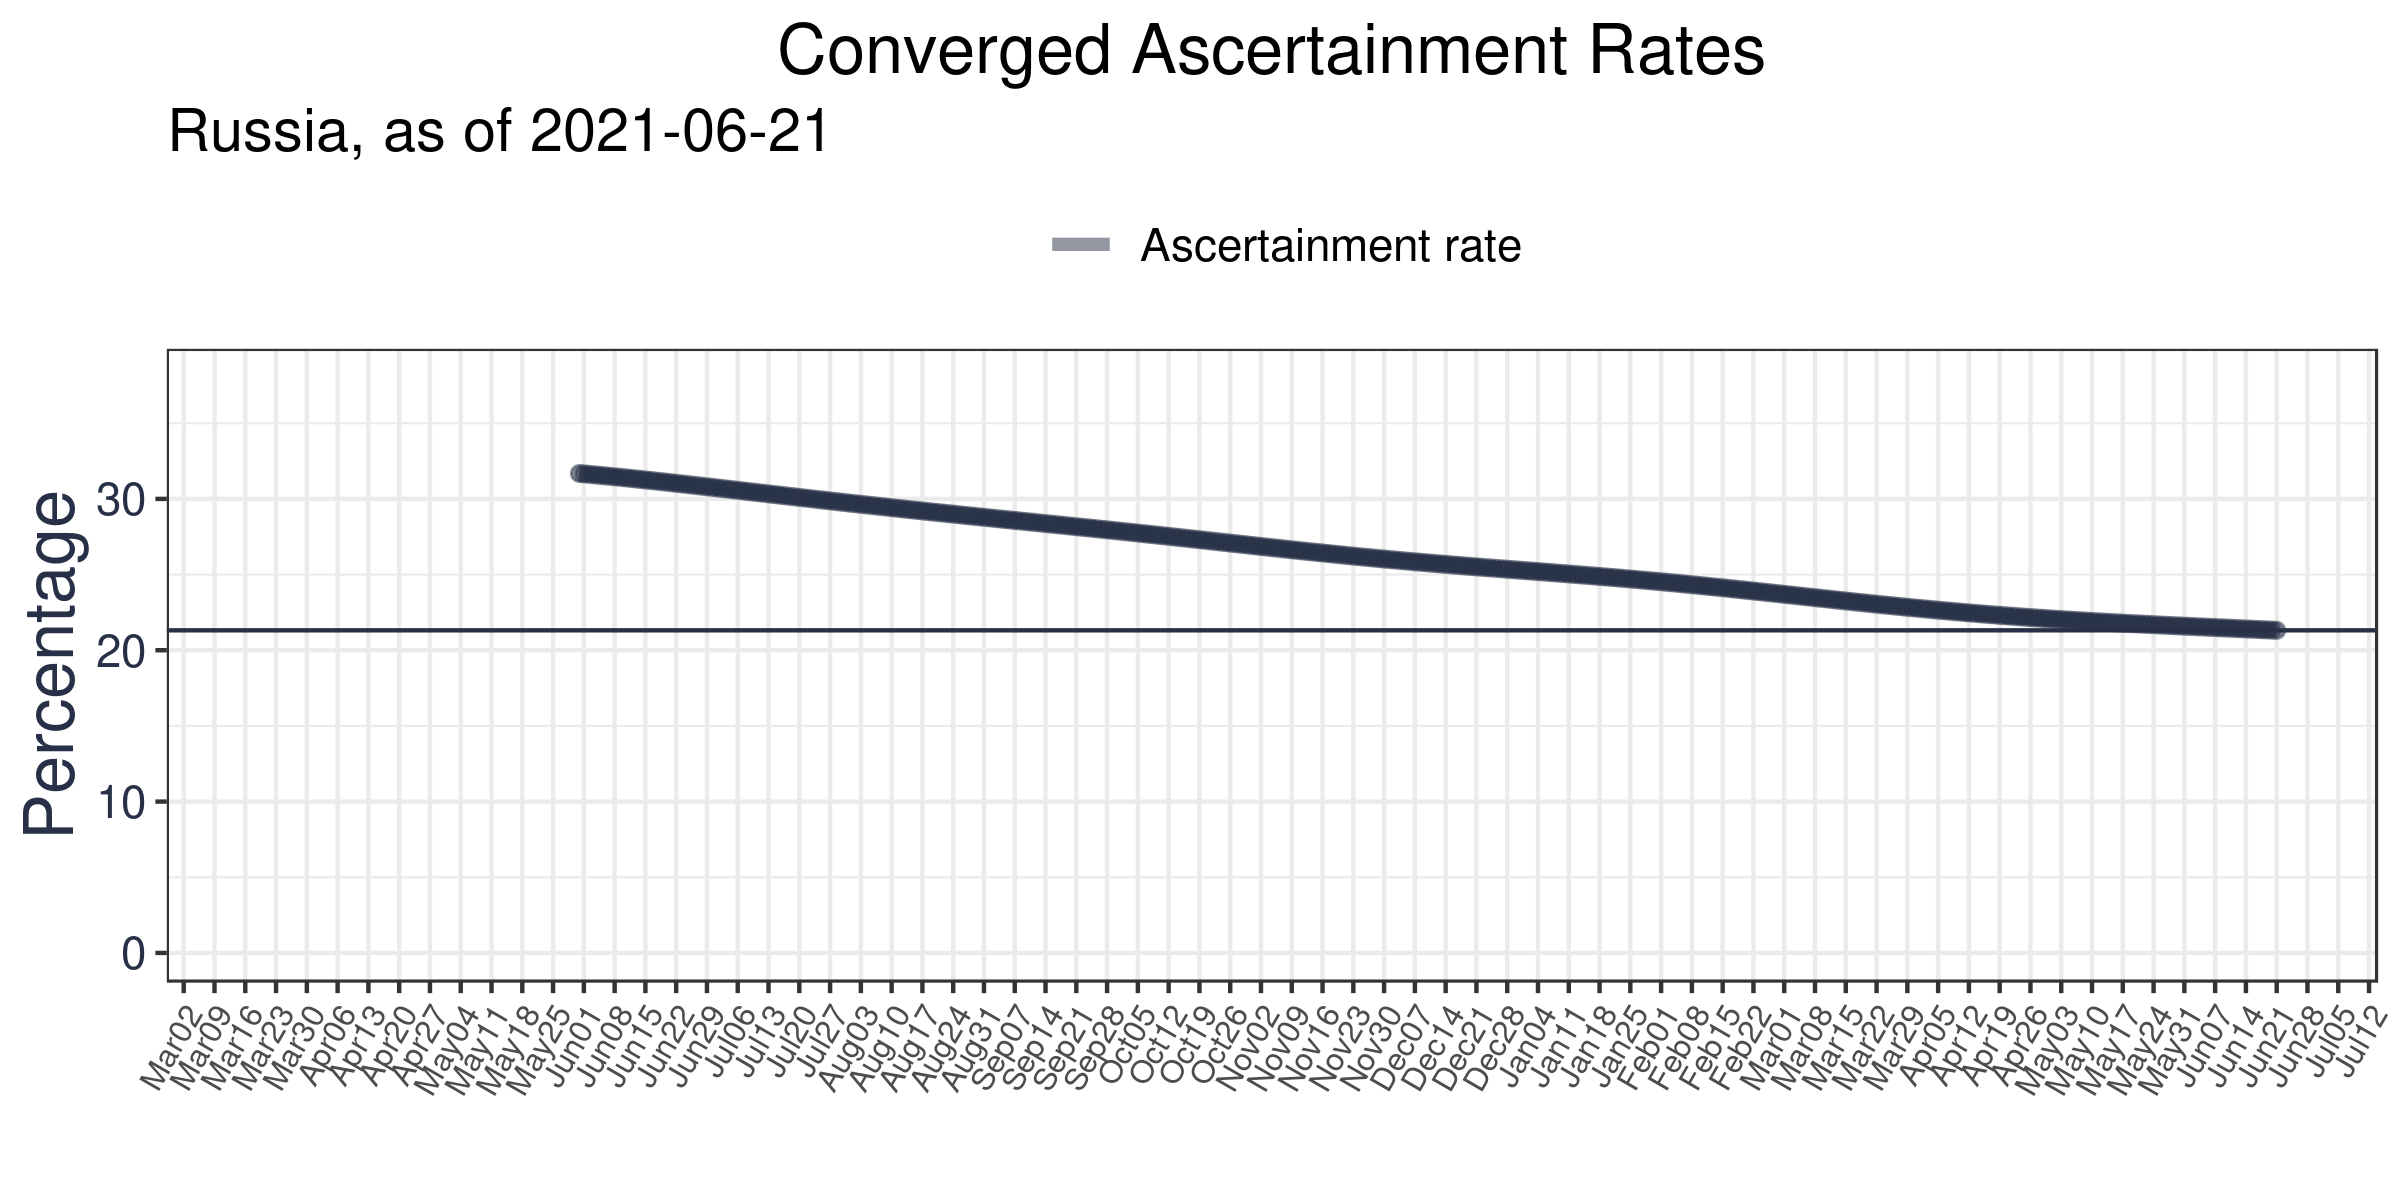 Converged Ascertainment Rates
Russia, as of 2021-06-21
Ascertainment rate
Percentage
30
20
10
0
Mar02 Mar09 Mar16 Mar23 Mar30 Apr06 Apr13 Apr20 Apr27 May04 May11 May18 May25 Jun01 Jun08 Jun15 Jun22 Jun29 Jul06 Jul13 Jul20 Jul27 Aug03 Aug10 Aug17 Aug24 Aug31 Sep07 Sep14 Sep21 Sep28 Oct05 Oct12 Oct19 Oct26 Nov02 Nov09 Nov16 Nov23 Nov30 Dec07 Dec14 Dec21 Dec28 Jan04 Jan11 Jan18 Jan25 Feb01 Feb08 Feb15 Feb22 Mar01 Mar08 Mar15 Mar22 Mar29 Apr05 Apr12 Apr19 Apr26 May03 May10 May17 May24 May31 Jun07 Jun14 Jun21 Jun28 Jul05 Jul12